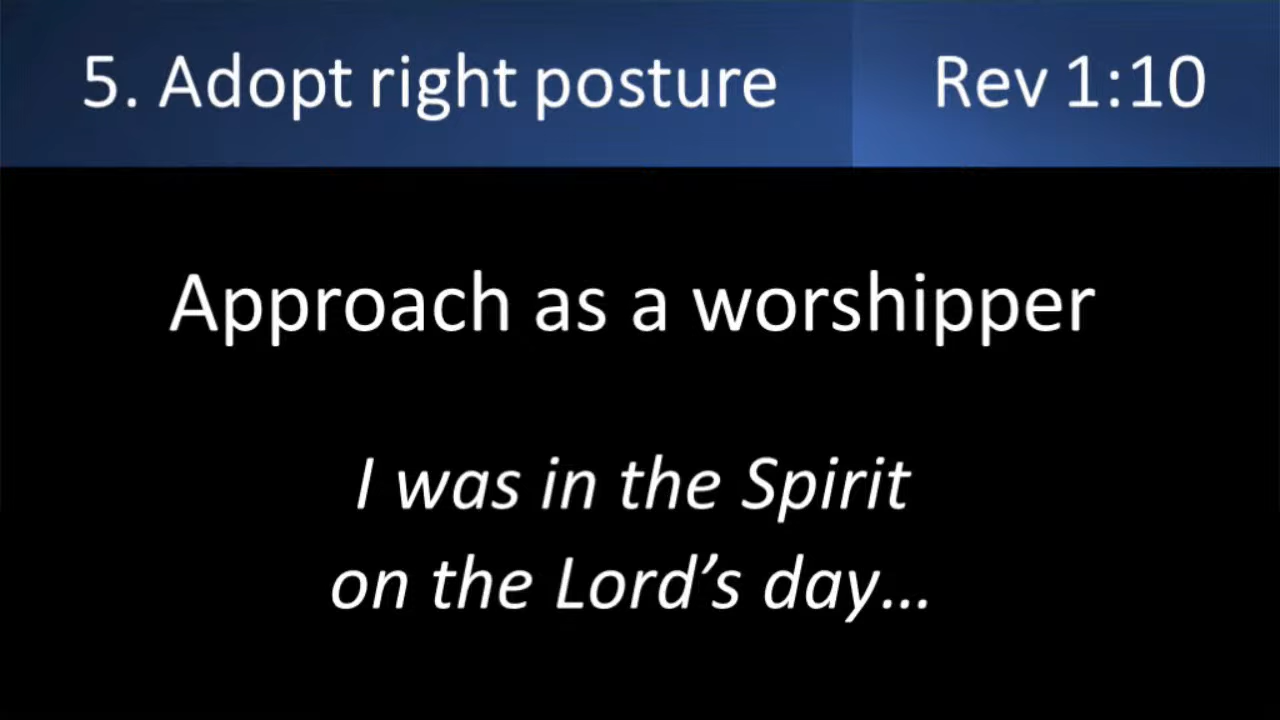 5. Adopt right posture
Rev 1:10
Approach as a worshipper
I was in the Spirit
on the Lord’s day…